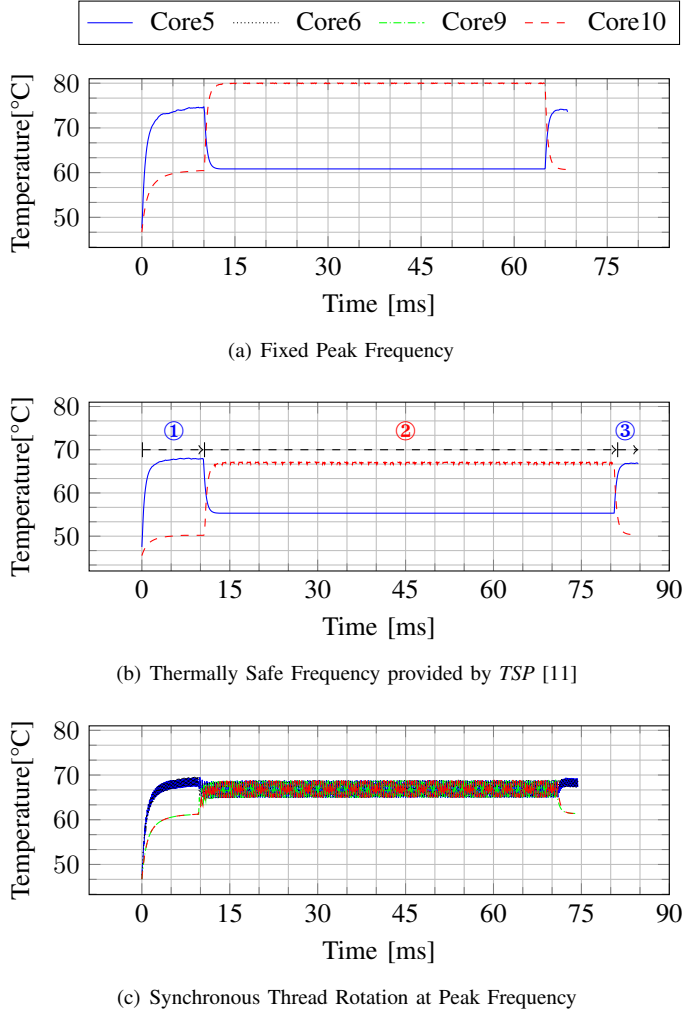 Core5 Core6 Core9 Core10
80
70
60
50
Temperature[°C]
0 15 30 45 60 75
Time [ms]
(a) Fixed Peak Frequency
80
70
60
50
Temperature[°C]
① ② ③
0 15 30 45 60 75 90
Time [ms]
(b) Thermally Safe Frequency provided by TSP [11]
80
70
60
50
Temperature[°C]
0 15 30 45 60 75 90
Time [ms]
(c) Synchronous Thread Rotation at Peak Frequency